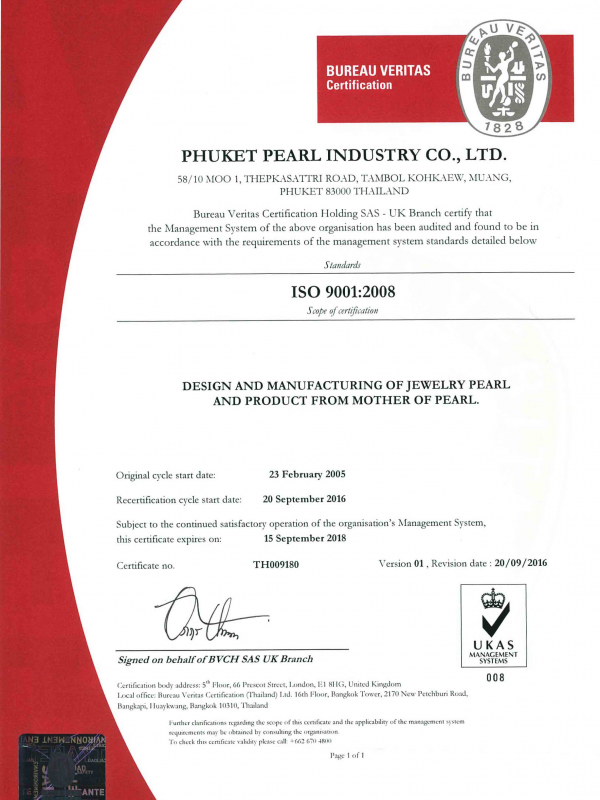 BUREAU VERITAS
Certification
BUREAU VERITAS
1828
PHUKET PEARL INDUSTRY CO., LTD.
58/10 MOO 1, THEPKASATTRI ROAD, TAMBOL KOHKAEW, MUANG,
PHUKET 83000 THAILAND
Bureau Veritas Certification Holding SAS - UK Branch certify that
the Management System of the above organisation has been audited and found to be in
accordance with the requirements of the management system standards detailed below
Standards
ISO 9001:2008
Scope of certification
DESIGN AND MANUFACTURING OF JEWELRY PEARL
AND PRODUCT FROM MOTHER OF PEARL.
Original cycle start date: 23 February 2005
Recertification cycle start date: 20 September 2016
Subject to the continued satisfactory operation of the organisation's Management System,
this certificate expires on: 15 September 2018
Certificate no. TH009180 Version 01 , Revision date : 20/09/2016
Signed on behalf of BVCH SAS UK Branch
UKAS
MANAGEMENT
SYSTEMS
008
Certification body address: 5th Floor, 66 Prescot Street, London, E1 8HG, United Kingdom
Local office: Bureau Veritas Certification (Thailand) Ltd. 16th Floor, Bangkok Tower, 2170 New Petchburi Road,
Bangkapi, Huaykwang, Bangkok 10310, Thailand
Further clarifications regarding the scope of this certificate and the applicability of the management system
requirements may be obtained by consulting the organisation.
To check this certificate validity please call: +662 670 4800
Page 1 of 1